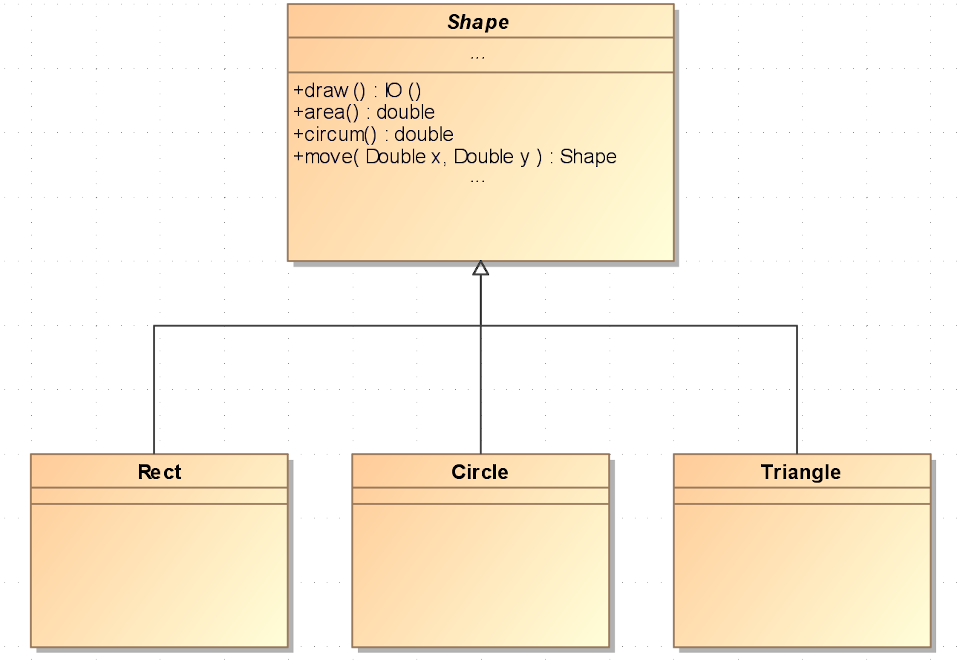 Shape
...
+draw () : IO ()
+area() : double
+circum() : double
+move( Double x, Double y ) : Shape
...
Rect
Circle
Triangle